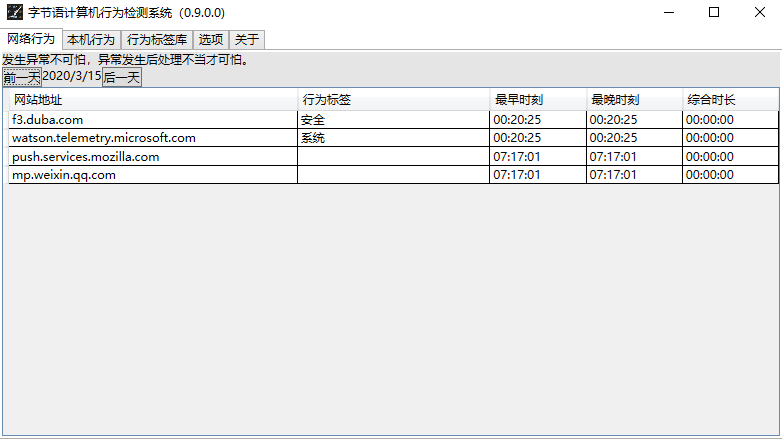 字节语计算机行为检测系统（0.9.0.0)
网络行为 本机行为 行为标签库 选项 关于
发生异常不可怕，异常发生后处理不当才可怕。
前一天 2020/3/15 后一天
网站地址 行为标签 最早时刻 最晚时刻 综合时长
f3.duba.com 安全 00:20:25 00:20:25 00:00:00
watson.telemetry.microsoft.com 系统 00:20:25 00:20:25 00:00:00
push.services.mozilla.com 07:17:01 07:17:01 00:00:00
mp.weixin.qq.com 07:17:01 07:17:01 00:00:00